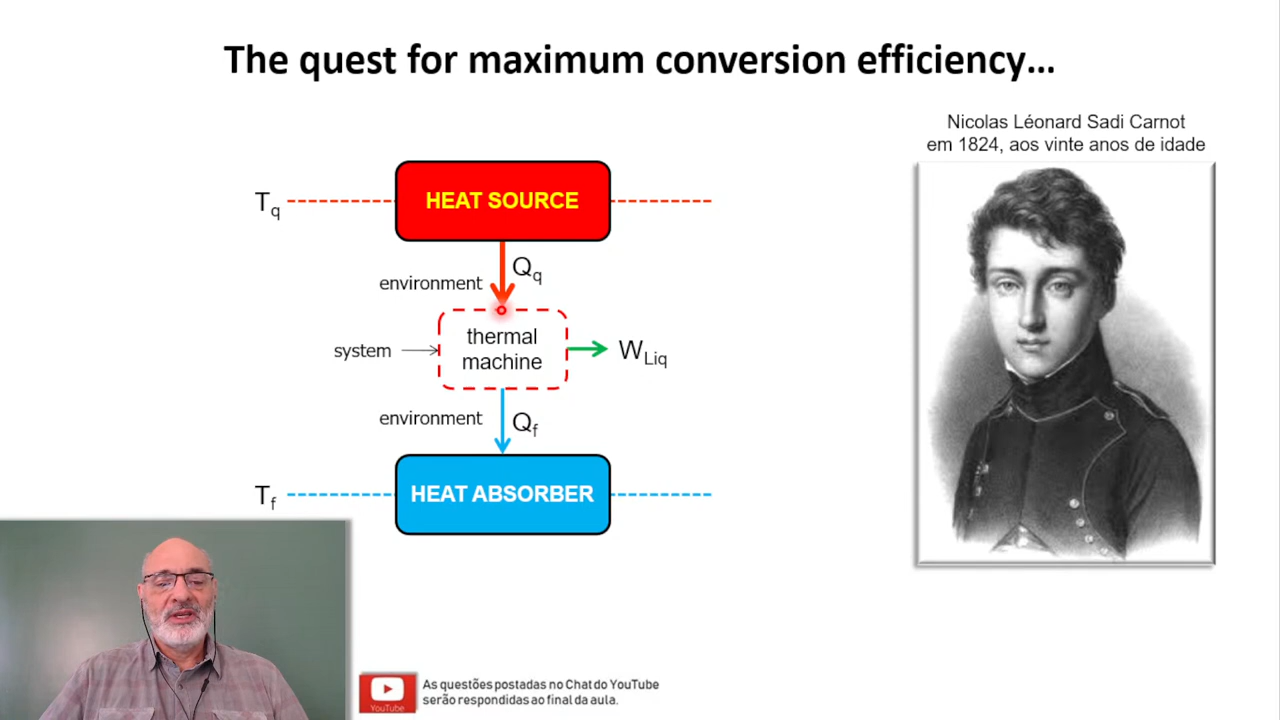 The quest for maximum conversion efficiency...
Nicolas Léonard Sadi Carnot
em 1824, aos vinte anos de idade
Tq
HEAT SOURCE
environment
Qq
system
thermal
machine
WLiq
environment
Qf
Tf
HEAT ABSORBER
YouTube
As questões postadas no Chat do YouTube
serão respondidas ao final da aula.